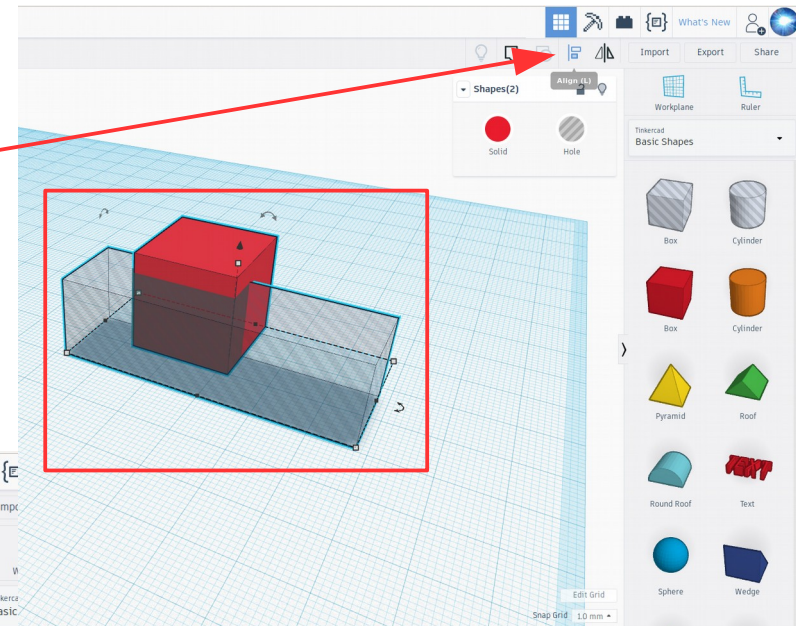 What's New
Import Export Share
Align (L)
Shapes(2)
Solid Hole
Workplane Ruler
Tinkercad
Basic Shapes
Box Cylinder
Box Cylinder
Pyramid Roof
TEXT
Round Roof Text
Sphere Wedge
Edit Grid
Snap Grid 1.0 mm